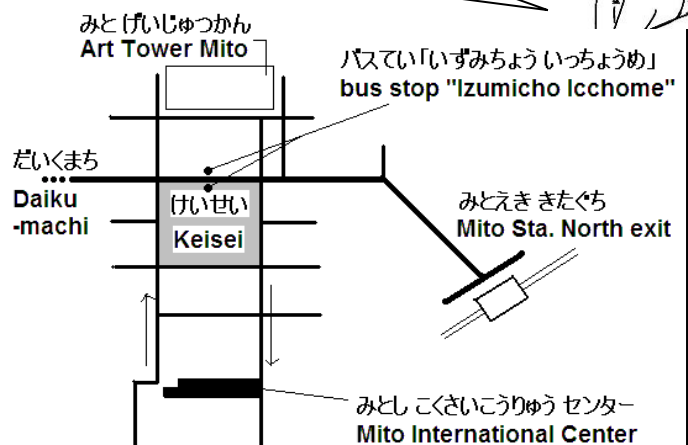 みと げいじゅつかん
Art Tower Mito
バスてい「いずみちょう いっちょうめ」
bus stop "Izumicho Icchome"
だいくまち
Daiku
-machi
けいせい
Keisei
みとえき きたぐち
Mito Sta. North exit
みとし こくさいこうりゅう センター
Mito International Center